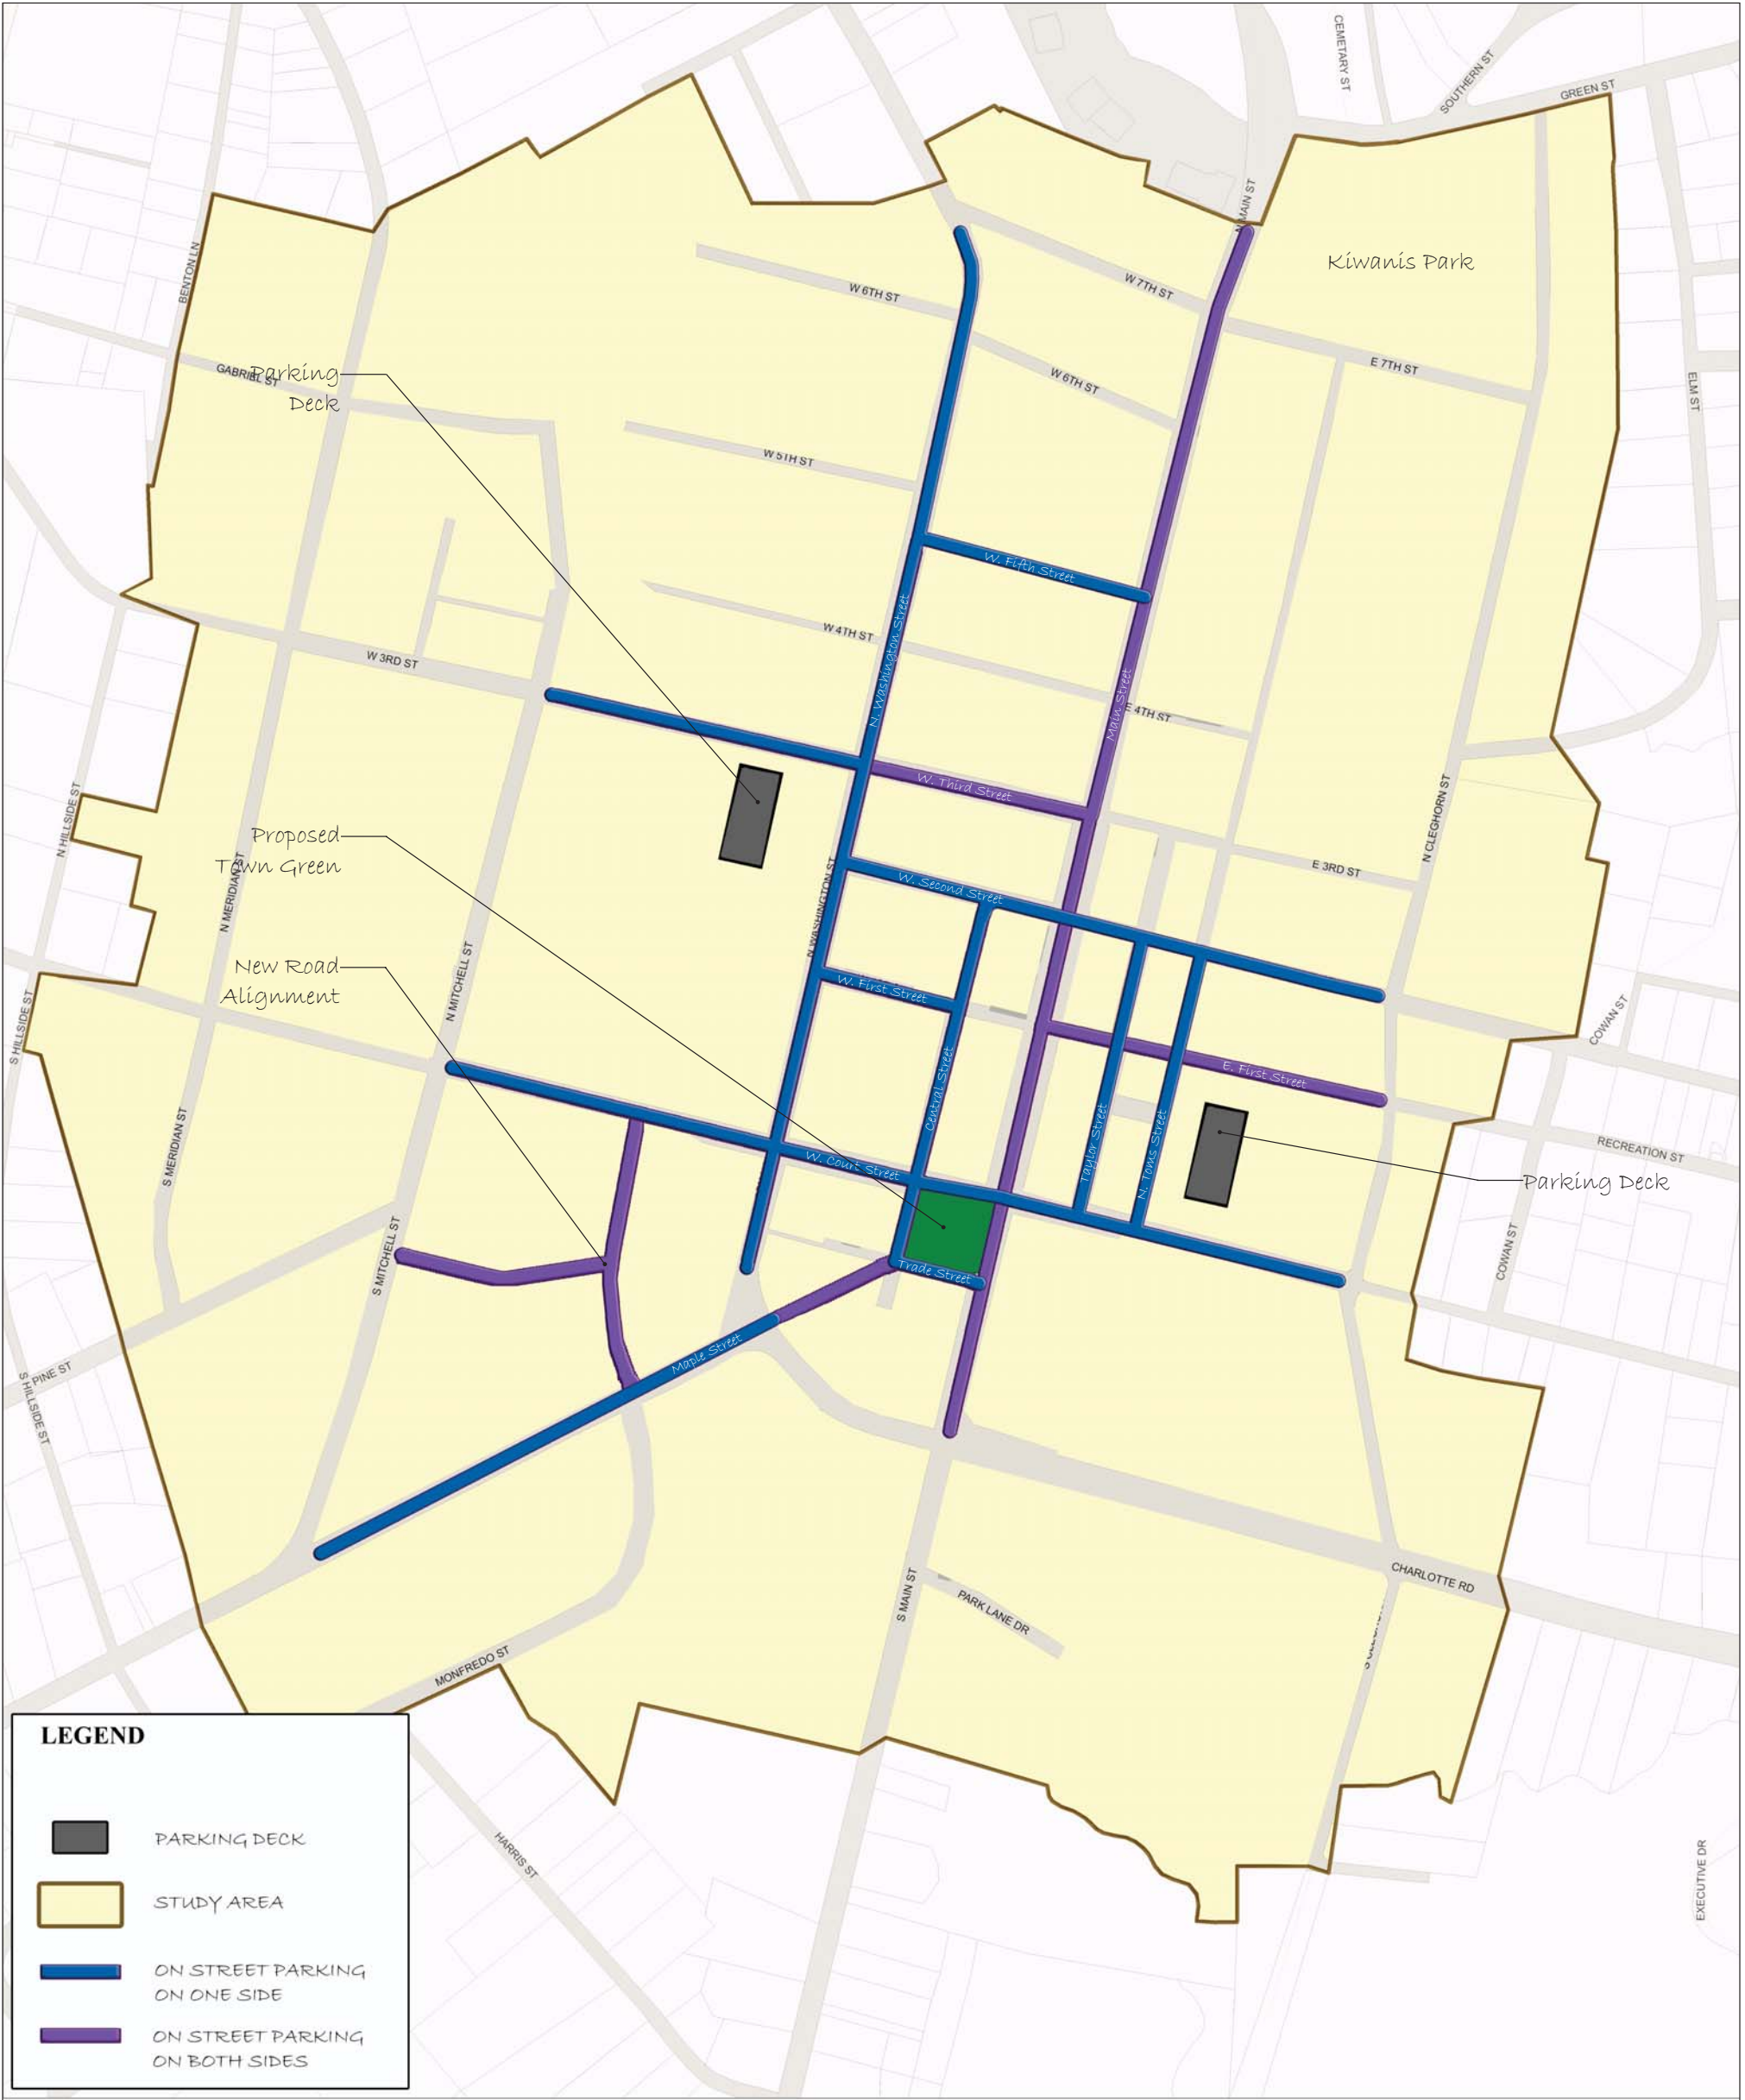 CEMETARY ST
SOUTHERN ST
GREEN ST
N MAIN ST
BENTON LN
Kiwanis Park
W 7TH ST
W 6TH ST
E 7TH ST
GABRIEL ST
Parking
Deck
W 6TH ST
ELM ST
W 5TH ST
W. Fifth Street
W 4TH ST
N. Washington Street
W 3RD ST
Main Street
E 4TH ST
W. Third Street
N HILLSIDE ST
N CLEGHORN ST
Proposed
Town Green
E 3RD ST
N MERIDIAN ST
W. Second Street
N WASHINGTON ST
N MITCHELL ST
New Road
Alignment
W. First Street
S HILLSIDE ST
COWAN ST
Central Street
E. First Street
S MERIDIAN ST
Taylor Street
N. Toms Street
RECREATION ST
W. Court Street
Parking Deck
S MITCHELL ST
COWAN ST
Trade Street
Maple Street
PINE ST
S HILLSIDE ST
CHARLOTTE RD
S MAIN ST
PARK LANE DR
MONFREDO ST
LEGEND
PARKING DECK
STUDY AREA
ON STREET PARKING
ON ONE SIDE
ON STREET PARKING
ON BOTH SIDES
HARRIS ST
EXECUTIVE DR